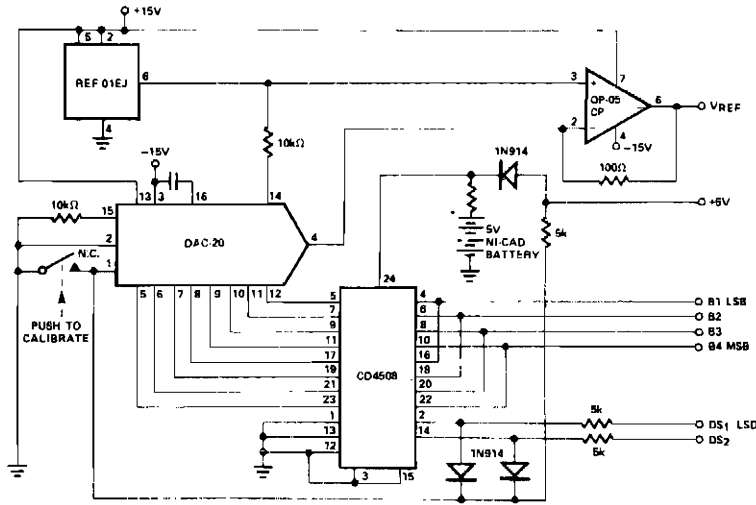 +15V
5 2
REF 01EJ
6
4
3
7
+
OP-05
CP
6
VREF
2
−
4
−15V
100Ω
10kΩ
−15V
1N914
13 3 16 14
10kΩ
15
2
1
DAC-20
4
N.C.
PUSH TO
CALIBRATE
5 6 7 8 9 10 11 12
5V
NI-CAD
BATTERY
5k
24
5 4
7 6
9 8
11 10
17 16
19 18
21 20
23 22
1 2
13 14
12
3 15
CD4508
B1 LSB
B2
B3
B4 MSB
5k
DS1 LSD
5k
DS2
1N914